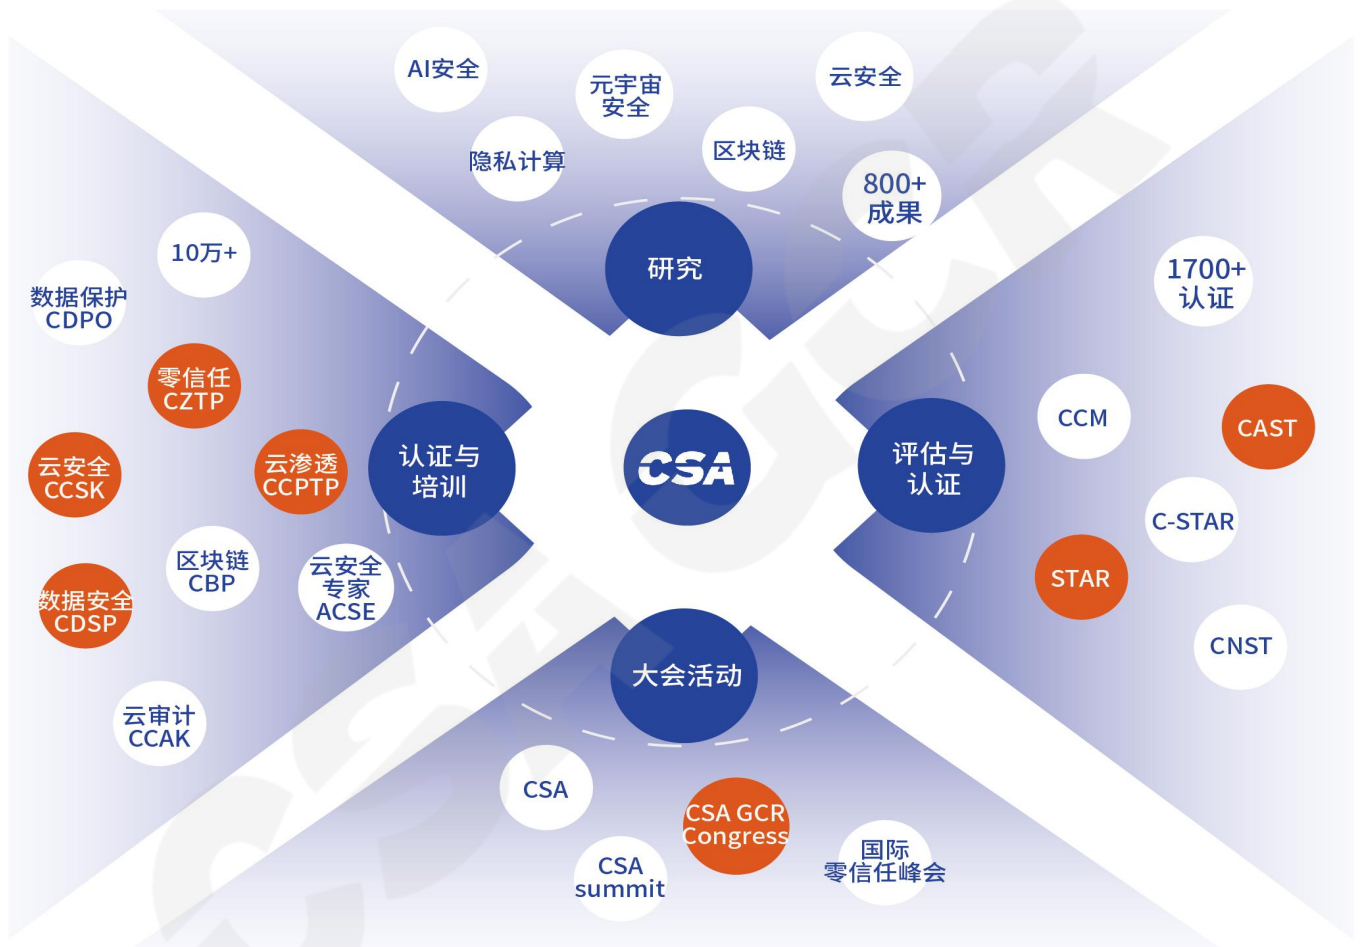 AI安全
元宇宙
安全
云安全
隐私计算
区块链
800+
成果
研究
10万+
数据保护
CDPO
零信任
CZTP
云安全
CCSK
云渗透
CCPTP
认证与
培训
区块链
CBP
云安全
专家
ACSE
数据安全
CDSP
云审计
CCAK
CSA
1700+
认证
CCM
CAST
评估与
认证
C-STAR
STAR
CNST
大会活动
CSA
CSA GCR
Congress
CSA
summit
国际
零信任峰会
CSA GCR